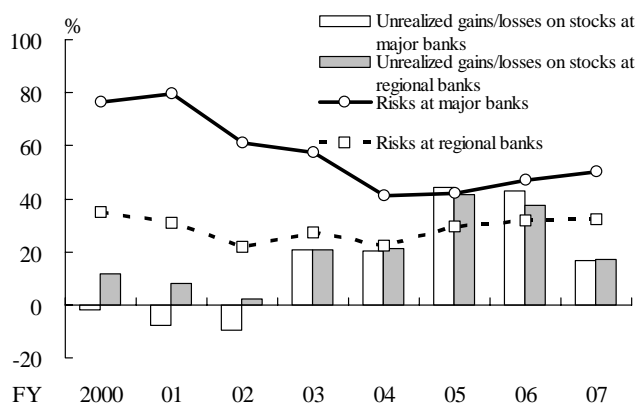 %
100
80
60
40
20
0
-20
Unrealized gains/losses on stocks at
major banks
Unrealized gains/losses on stocks at
regional banks
Risks at major banks
Risks at regional banks
FY 2000 01 02 03 04 05 06 07